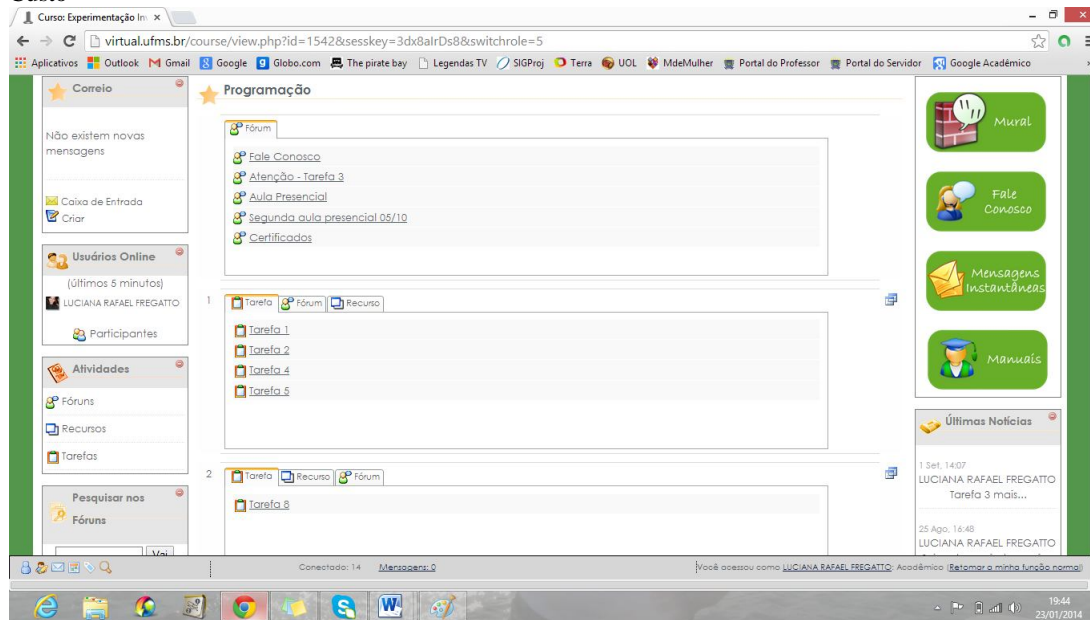 Curso: Experimentação In
virtual.ufms.br/course/view.php?id=1542&sesskey=3dx8aIrDs8&switchrole=5
Aplicativos Outlook Gmail Google Globo.com The pirate bay Legendas TV SIGProj Terra UOL MdeMulher Portal do Professor Portal do Servidor Google Acadêmico
Correio
Não existem novas
mensagens
Caixa de Entrada
Criar
Usuários Online
(últimos 5 minutos)
LUCIANA RAFAEL FREGATTO
Participantes
Atividades
Fóruns
Recursos
Tarefas
Pesquisar nos
Fóruns
Programação
Fórum
Fale Conosco
Atenção - Tarefa 3
Aula Presencial
Segunda aula presencial 05/10
Certificados
1 Tarefa Fórum Recurso
Tarefa 1
Tarefa 2
Tarefa 4
Tarefa 5
2 Tarefa Recurso Fórum
Tarefa 8
Mural
Fale
Conosco
Mensagens
Instantâneas
Manuais
Últimas Notícias
1 Set, 14:07
LUCIANA RAFAEL FREGATTO
Tarefa 3 mais...
25 Ago, 16:48
LUCIANA RAFAEL FREGATTO
Conectado: 14 Mensagens: 0 Você acessou como LUCIANA RAFAEL FREGATTO: Acadêmico (Retornar a minha função normal)
19:44
23/01/2014